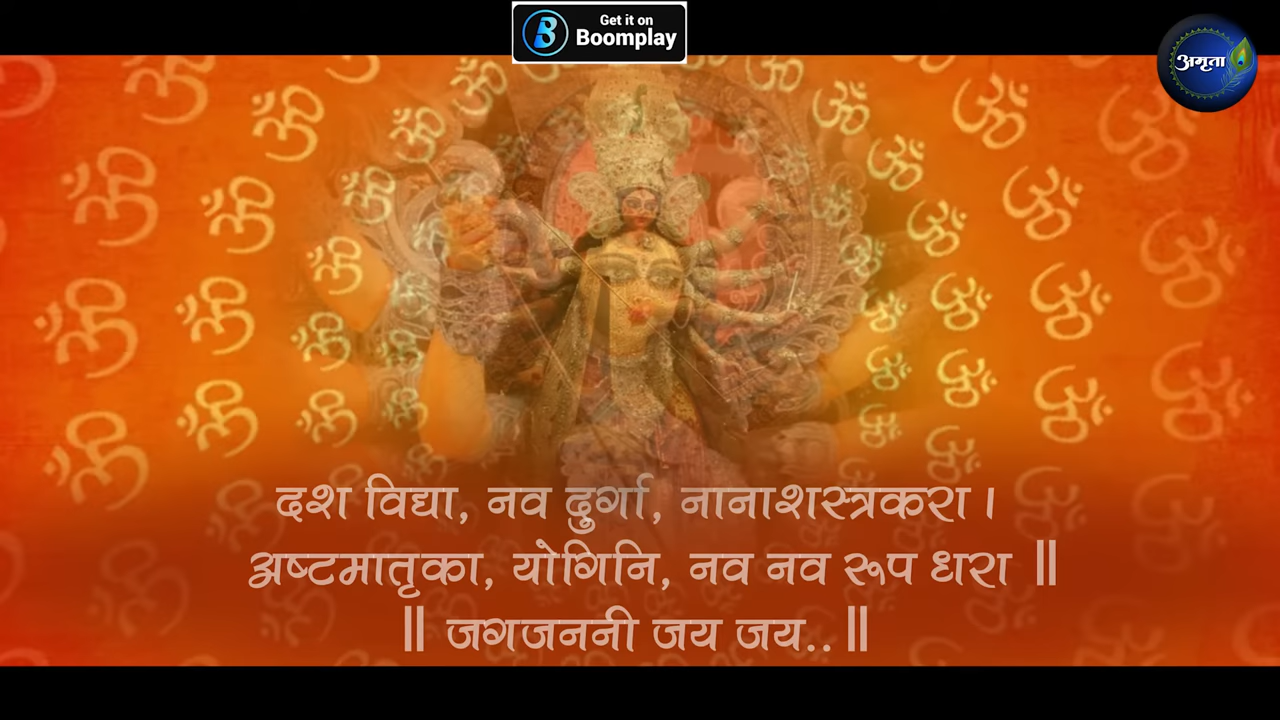 Get it on
Boomplay
अमृता
दश विद्या, नव दुर्गा, नानाशस्त्रकरा ।
अष्टमातृका, योगिनि, नव नव रूप धरा ॥
॥ जगजननी जय जय.. ॥